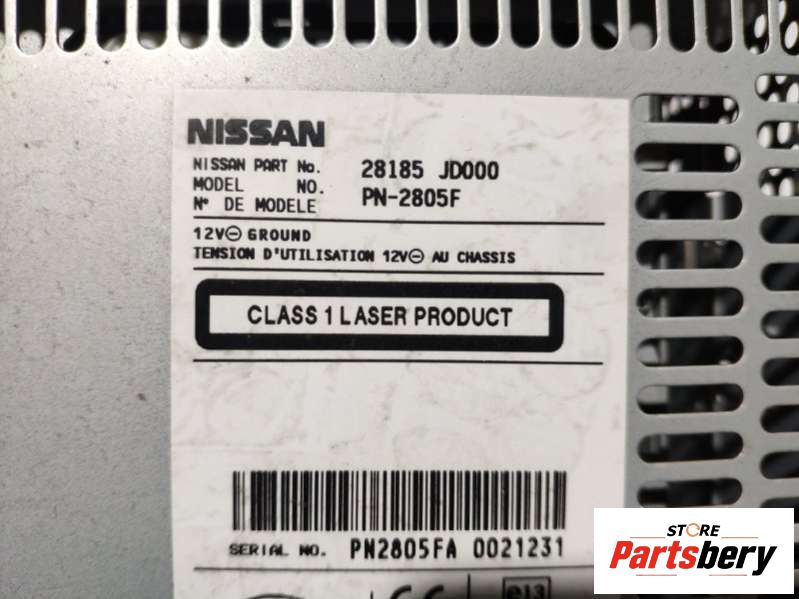 NISSAN
NISSAN PART No. 28185 JD000
MODEL NO. PN-2805F
Nº DE MODELE
12V⊖ GROUND
TENSION D'UTILISATION 12V⊖ AU CHASSIS
CLASS 1 LASER PRODUCT
SERIAL NO. PN2805FA 0021231
e13
STORE
Partsbery